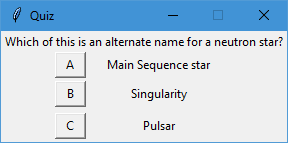 Quiz
Which of this is an alternate name for a neutron star?
A Main Sequence star
B Singularity
C Pulsar